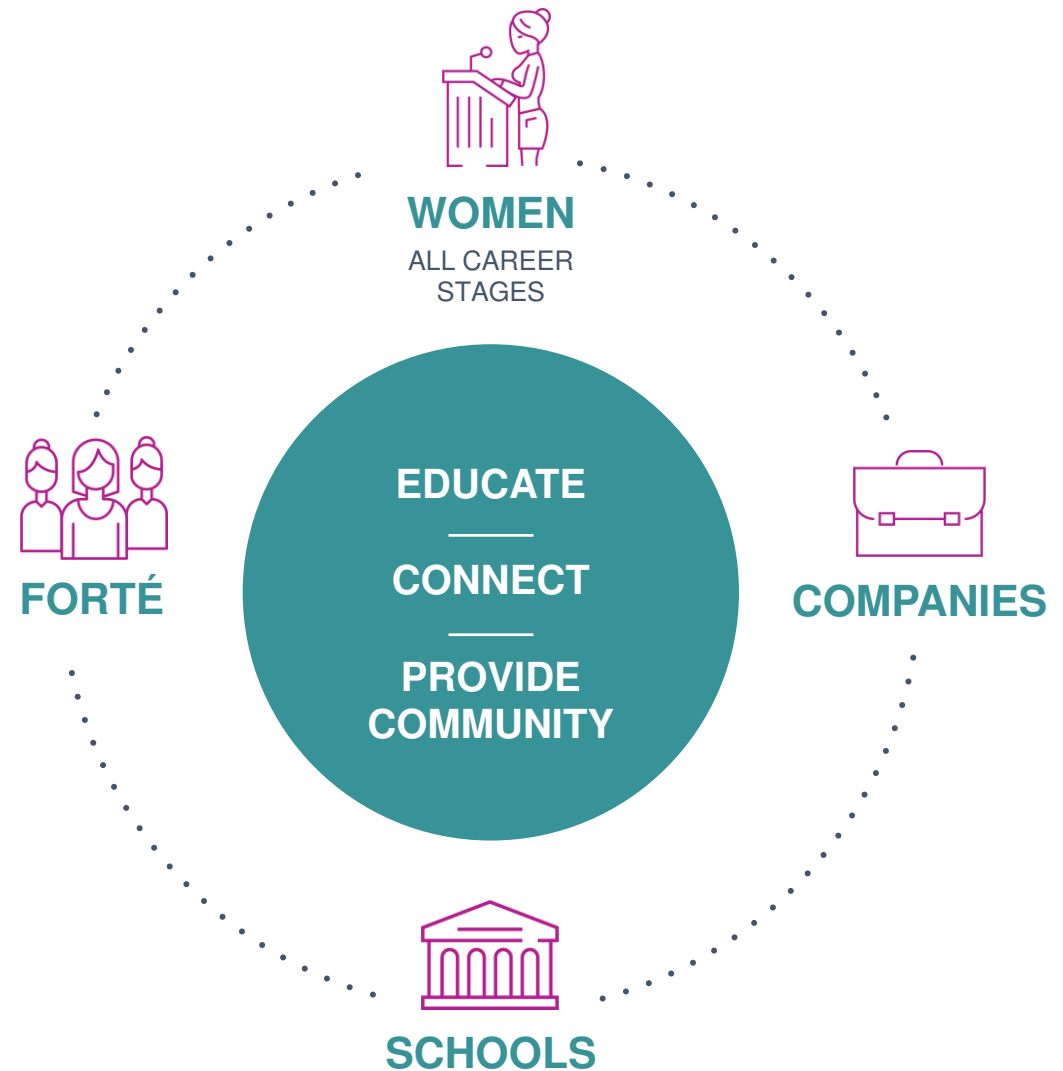 WOMEN
ALL CAREER
STAGES
EDUCATE
CONNECT
PROVIDE
COMMUNITY
FORTÉ
COMPANIES
SCHOOLS